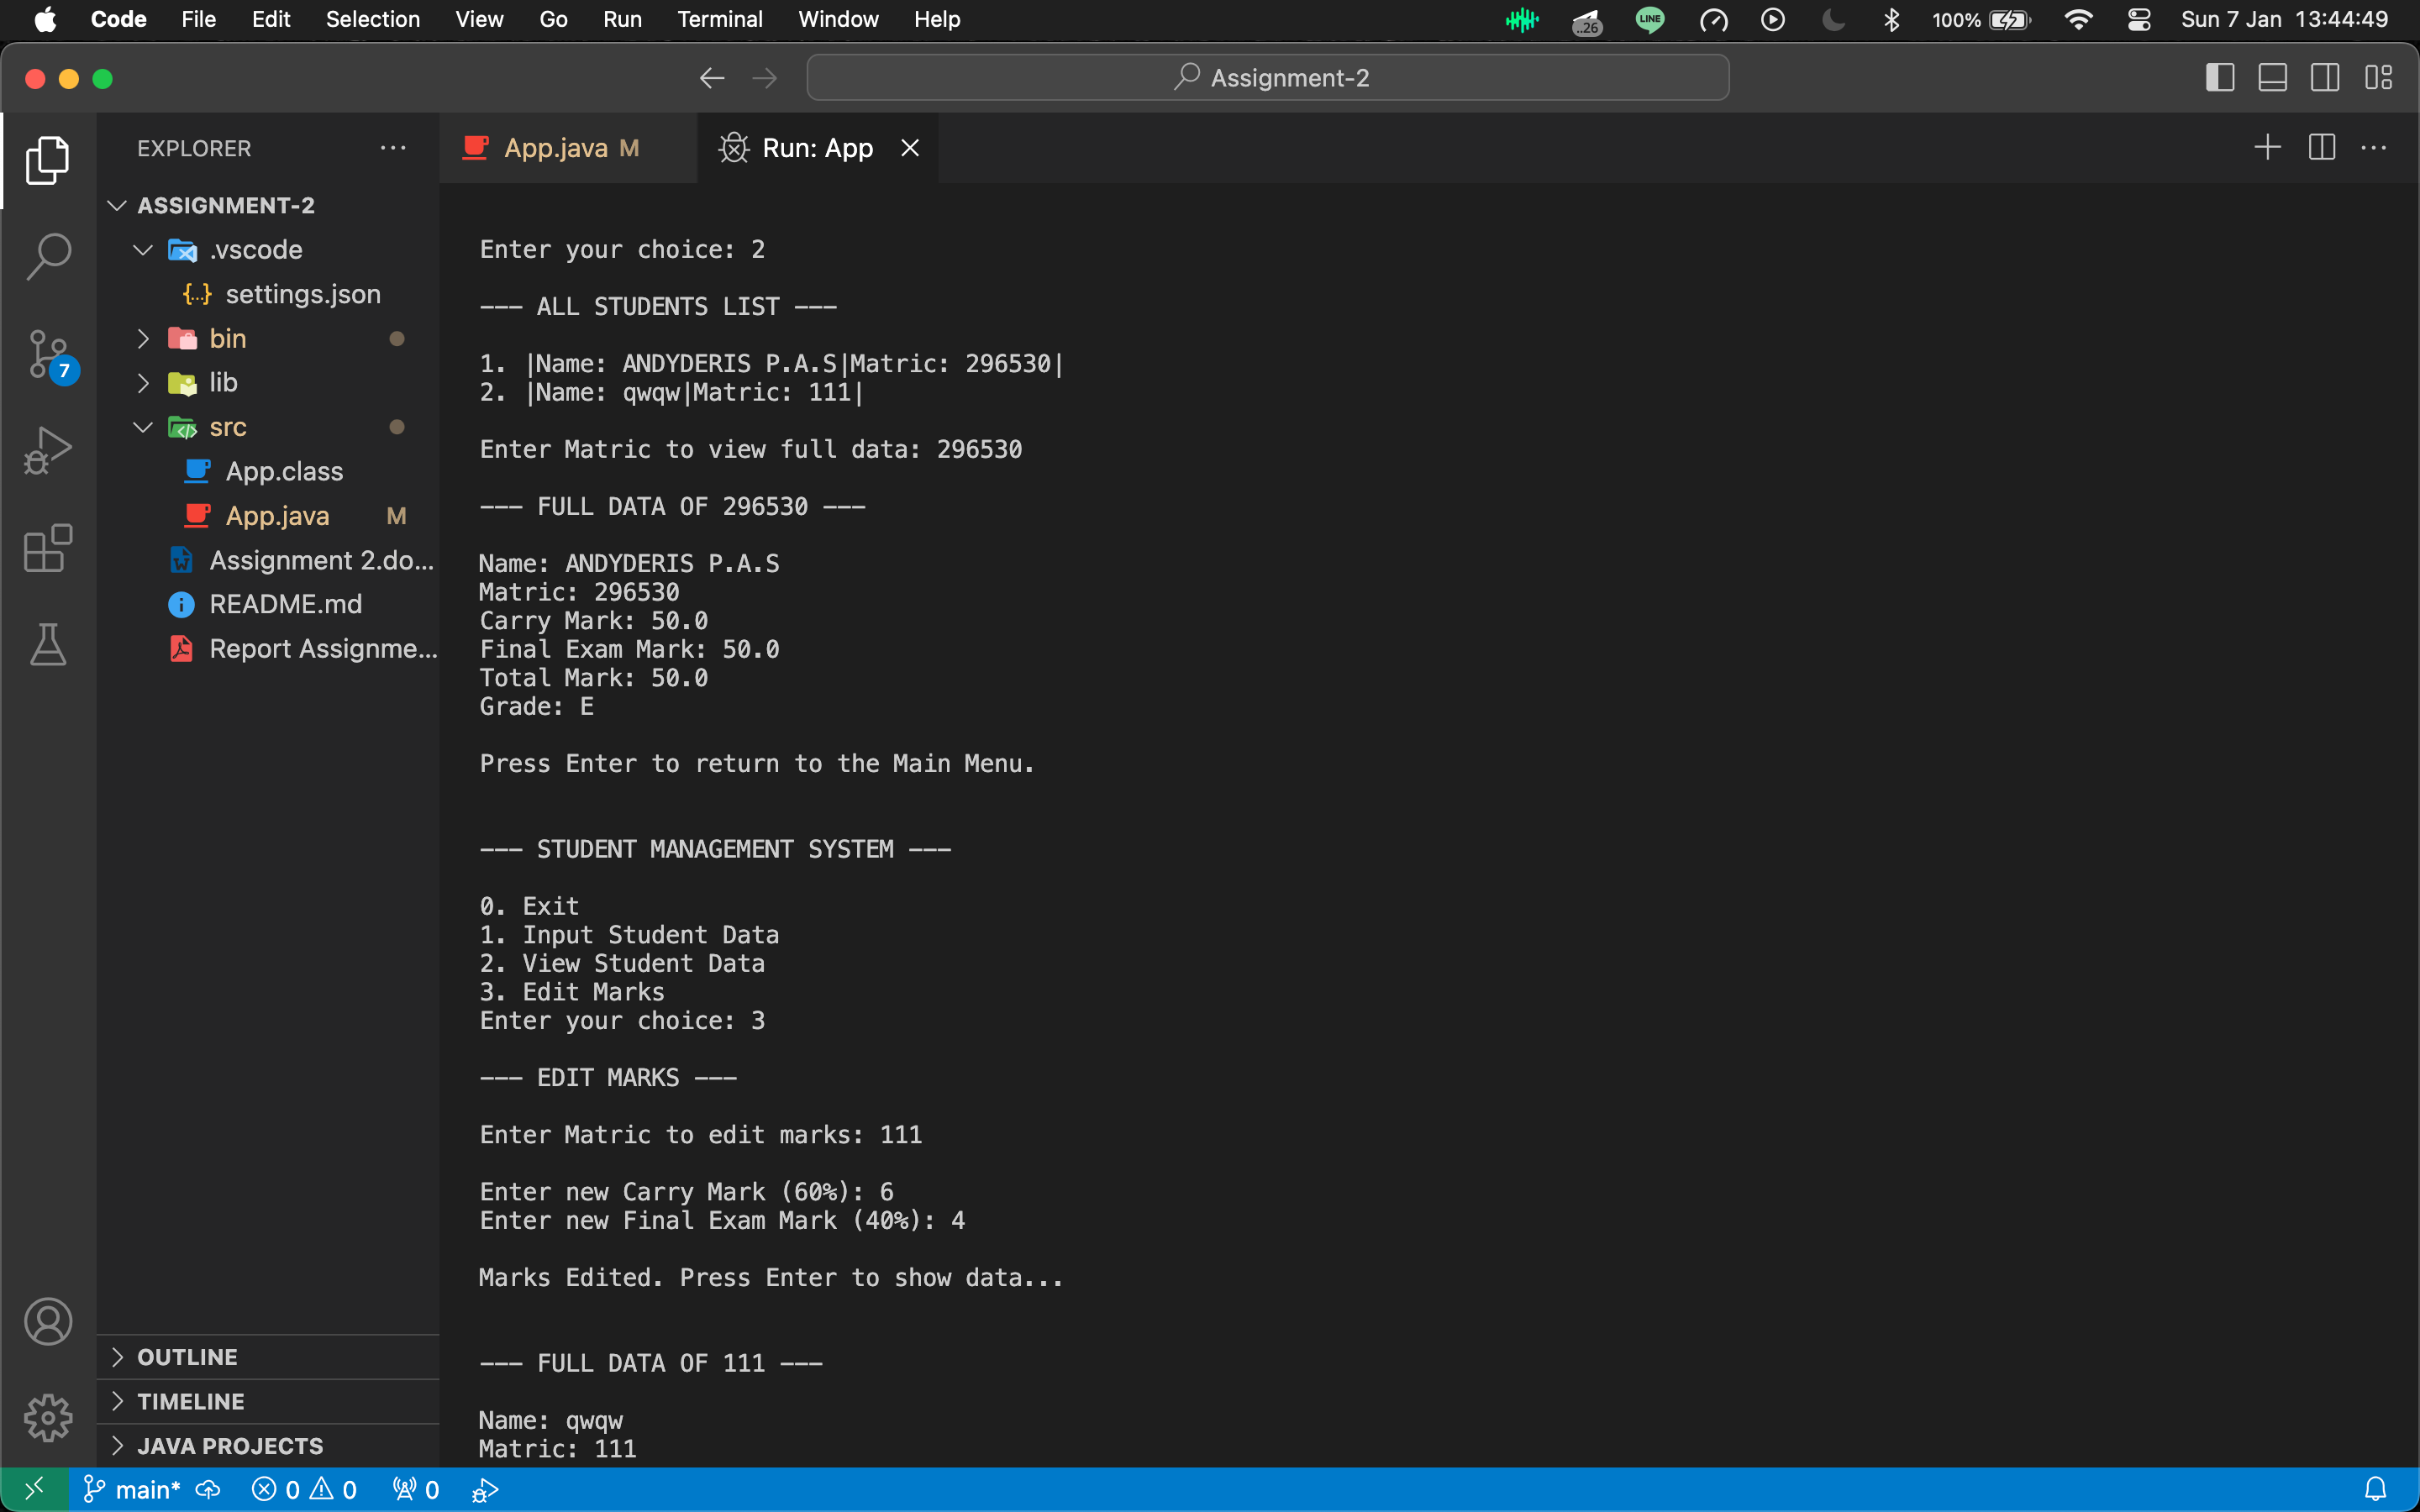 Code File Edit Selection View Go Run Terminal Window Help ..26 LINE 100% Sun 7 Jan 13:44:49
Assignment-2
EXPLORER
App.java M
Run: App
ASSIGNMENT-2
.vscode
settings.json
bin
lib
src
App.class
App.java M
Assignment 2.do...
README.md
Report Assignme...
7
OUTLINE
TIMELINE
JAVA PROJECTS
Enter your choice: 2
--- ALL STUDENTS LIST ---
1. |Name: ANDYDERIS P.A.S|Matric: 296530|
2. |Name: qwqw|Matric: 111|
Enter Matric to view full data: 296530
--- FULL DATA OF 296530 ---
Name: ANDYDERIS P.A.S
Matric: 296530
Carry Mark: 50.0
Final Exam Mark: 50.0
Total Mark: 50.0
Grade: E
Press Enter to return to the Main Menu.
--- STUDENT MANAGEMENT SYSTEM ---
0. Exit
1. Input Student Data
2. View Student Data
3. Edit Marks
Enter your choice: 3
--- EDIT MARKS ---
Enter Matric to edit marks: 111
Enter new Carry Mark (60%): 6
Enter new Final Exam Mark (40%): 4
Marks Edited. Press Enter to show data...
--- FULL DATA OF 111 ---
Name: qwqw
Matric: 111
main* 0 0 0